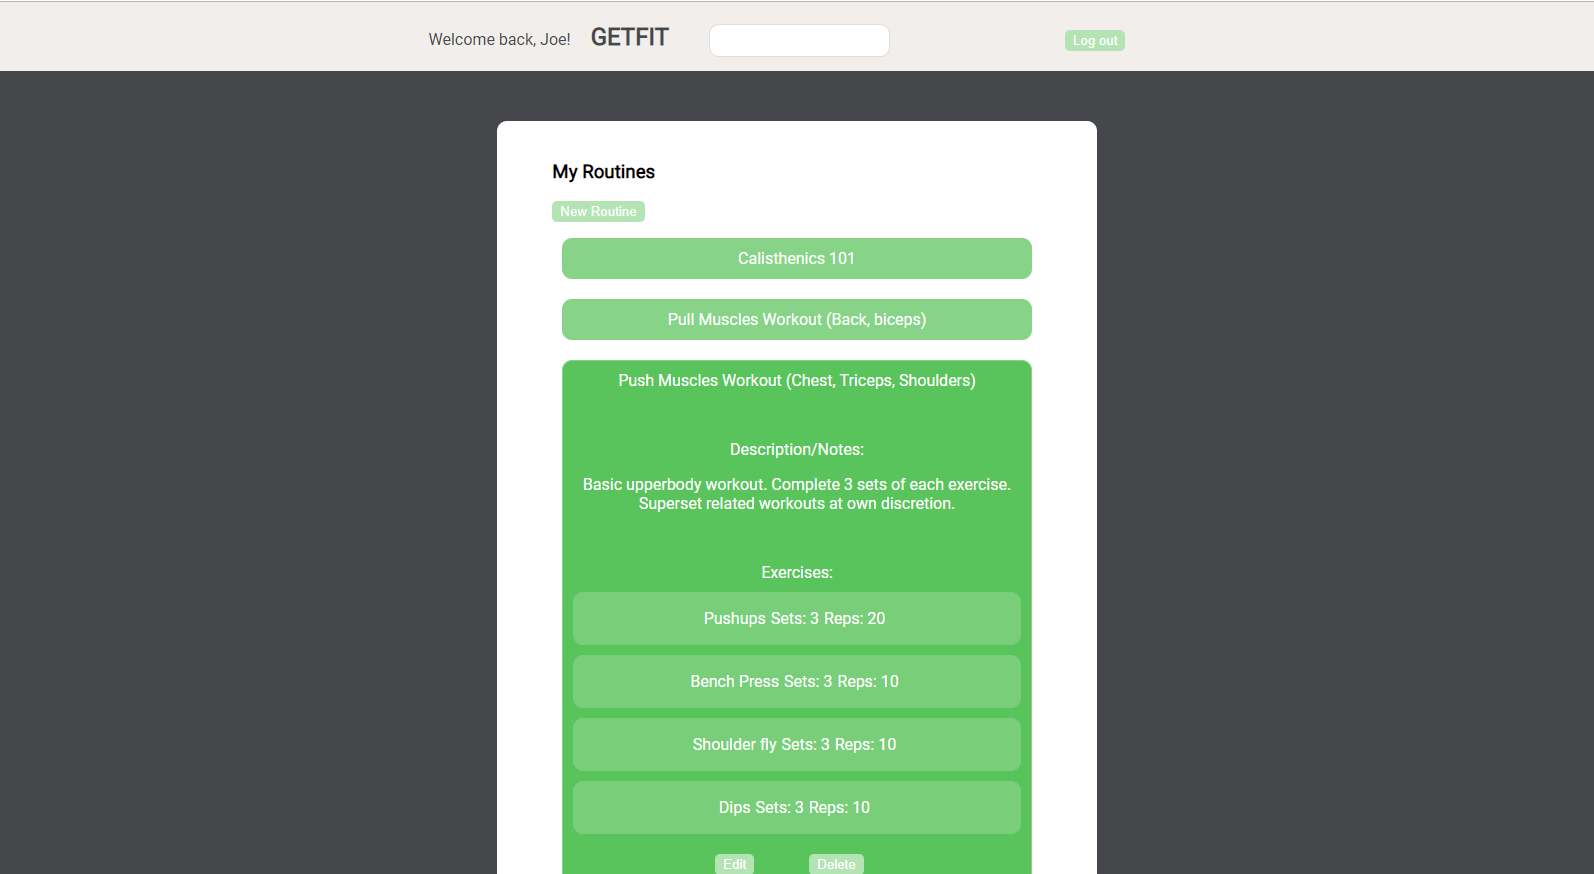 Welcome back, Joe! GETFIT Log out
My Routines
New Routine
Calisthenics 101
Pull Muscles Workout (Back, biceps)
Push Muscles Workout (Chest, Triceps, Shoulders)
Description/Notes:
Basic upperbody workout. Complete 3 sets of each exercise.
Superset related workouts at own discretion.
Exercises:
Pushups Sets: 3 Reps: 20
Bench Press Sets: 3 Reps: 10
Shoulder fly Sets: 3 Reps: 10
Dips Sets: 3 Reps: 10
Edit Delete